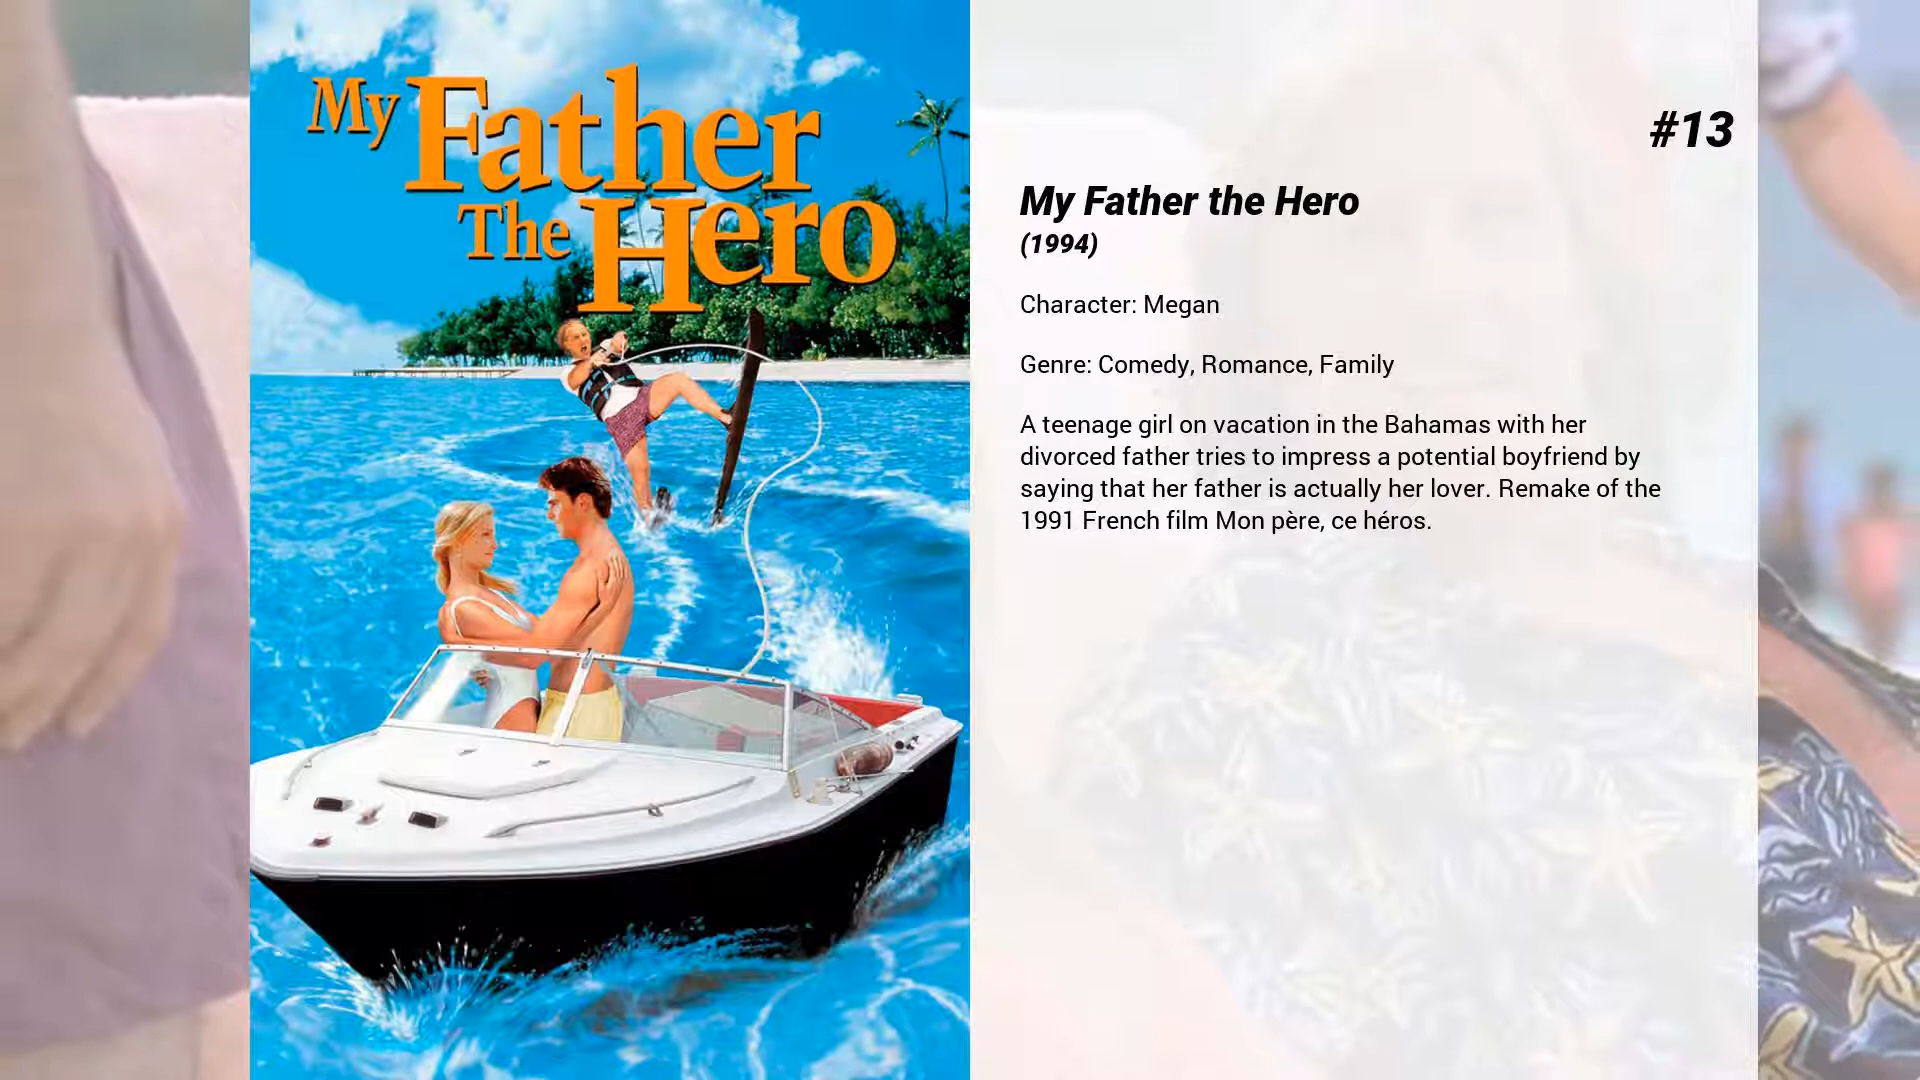 My Father
The Hero
#13
My Father the Hero
(1994)
Character: Megan
Genre: Comedy, Romance, Family
A teenage girl on vacation in the Bahamas with her
divorced father tries to impress a potential boyfriend by
saying that her father is actually her lover. Remake of the
1991 French film Mon père, ce héros.